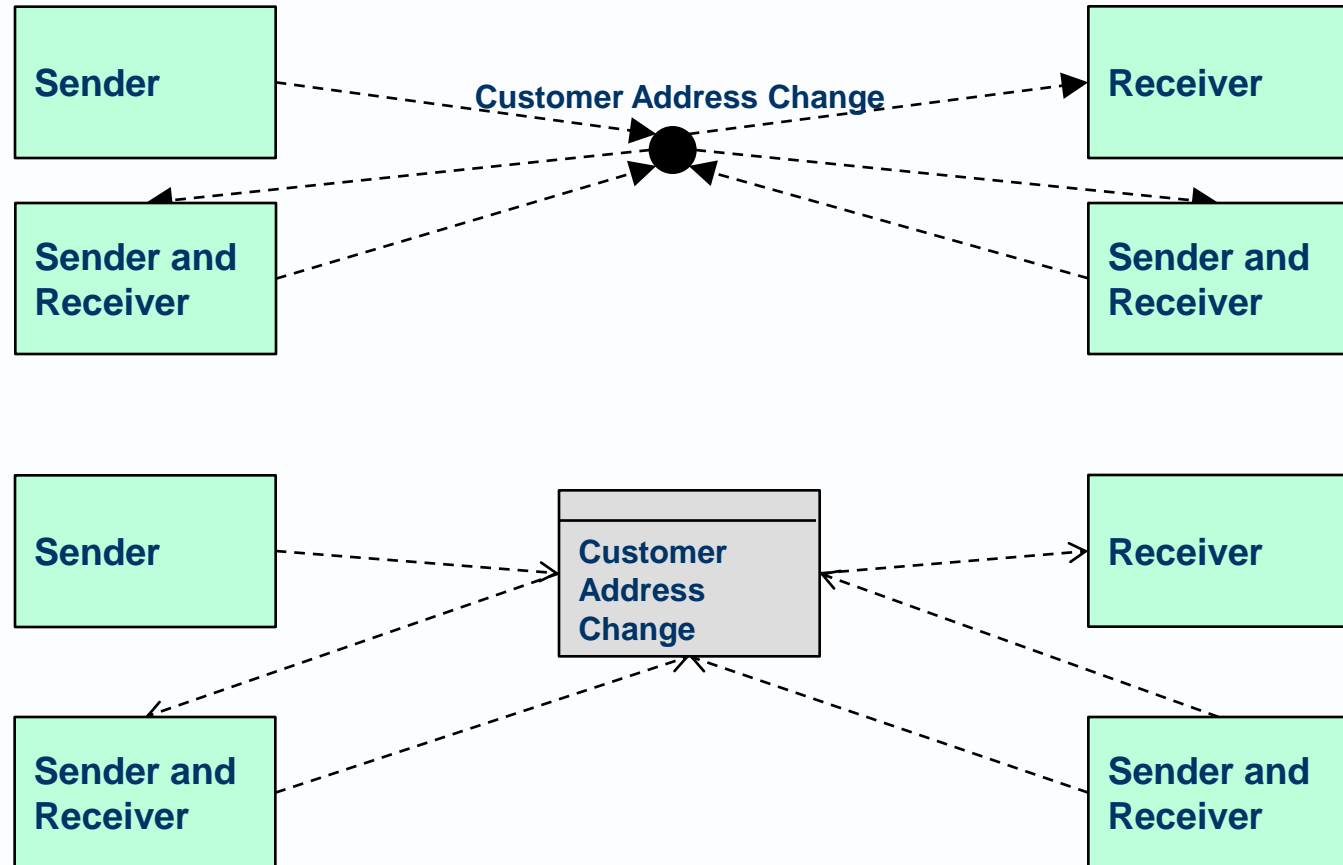 Sender
Customer Address Change
Receiver
Sender and
Receiver
Sender and
Receiver
Sender
Customer
Address
Change
Receiver
Sender and
Receiver
Sender and
Receiver